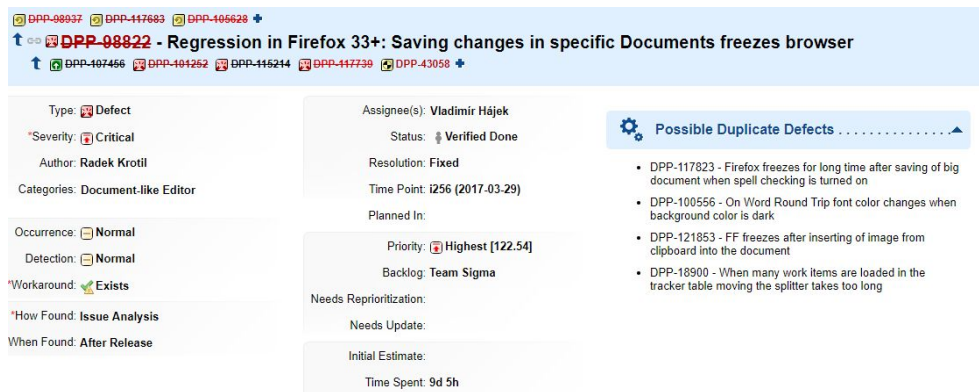 DPP-98937 DPP-117683 DPP-105628
DPP-98822 - Regression in Firefox 33+: Saving changes in specific Documents freezes browser
DPP-107456 DPP-101252 DPP-115214 DPP-117739 DPP-43058
Type: Defect
*Severity: Critical
Author: Radek Krotil
Categories: Document-like Editor
Occurrence: Normal
Detection: Normal
*Workaround: Exists
*How Found: Issue Analysis
When Found: After Release
Assignee(s): Vladimír Hájek
Status: Verified Done
Resolution: Fixed
Time Point: i256 (2017-03-29)
Planned In:
Priority: Highest [122.54]
Backlog: Team Sigma
Needs Reprioritization:
Needs Update:
Initial Estimate:
Time Spent: 9d 5h
Possible Duplicate Defects . . . . . . . . . . . . . . .
• DPP-117823 - Firefox freezes for long time after saving of big
document when spell checking is turned on
• DPP-100556 - On Word Round Trip font color changes when
background color is dark
• DPP-121853 - FF freezes after inserting of image from
clipboard into the document
• DPP-18900 - When many work items are loaded in the
tracker table moving the splitter takes too long